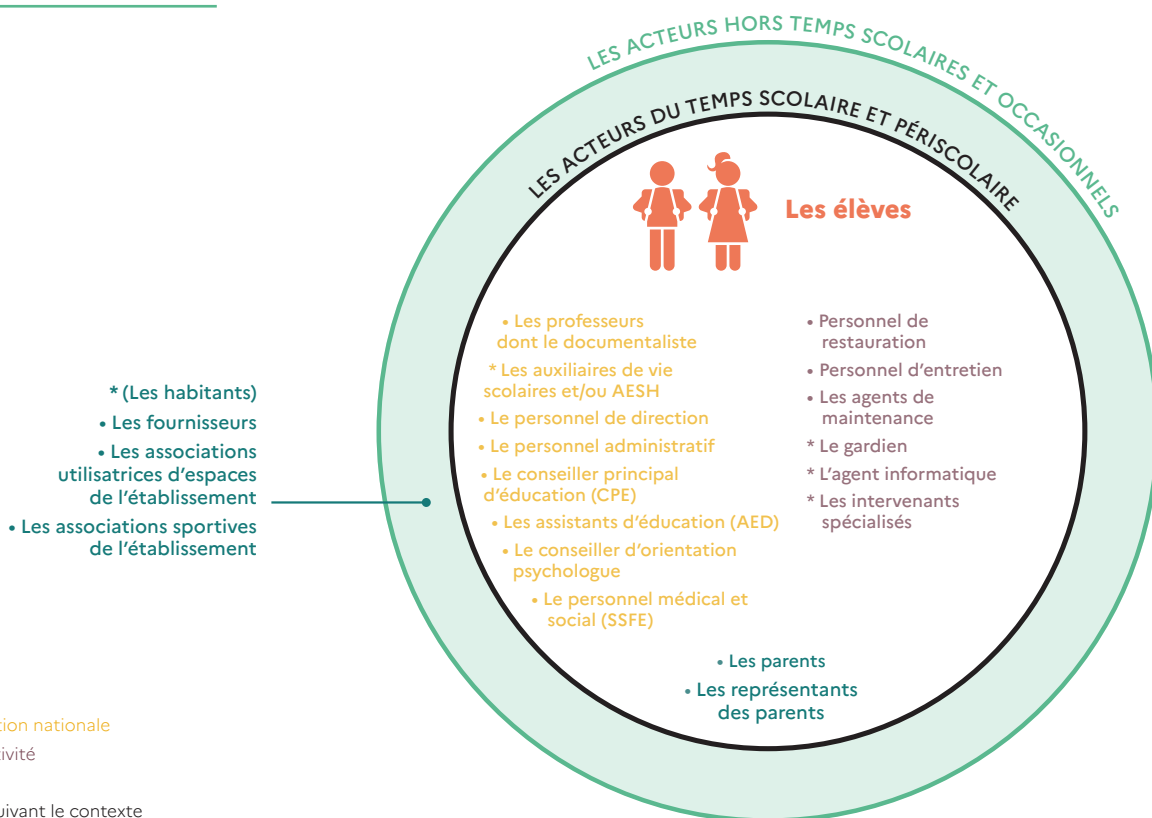 LES ACTEURS HORS TEMPS SCOLAIRES ET OCCASIONNELS
LES ACTEURS DU TEMPS SCOLAIRE ET PÉRISCOLAIRE
Les élèves
• Les professeurs
dont le documentaliste
* Les auxiliaires de vie
scolaires et/ou AESH
• Le personnel de direction
• Le personnel administratif
• Le conseiller principal
d'éducation (CPE)
• Les assistants d'éducation (AED)
• Le conseiller d'orientation
psychologue
• Le personnel médical et
social (SSFE)
• Personnel de
restauration
• Personnel d'entretien
• Les agents de
maintenance
* Le gardien
* L'agent informatique
* Les intervenants
spécialisés
• Les parents
• Les représentants
des parents
* (Les habitants)
• Les fournisseurs
• Les associations
utilisatrices d'espaces
de l'établissement
• Les associations sportives
de l'établissement
tion nationale
ivité
uivant le contexte